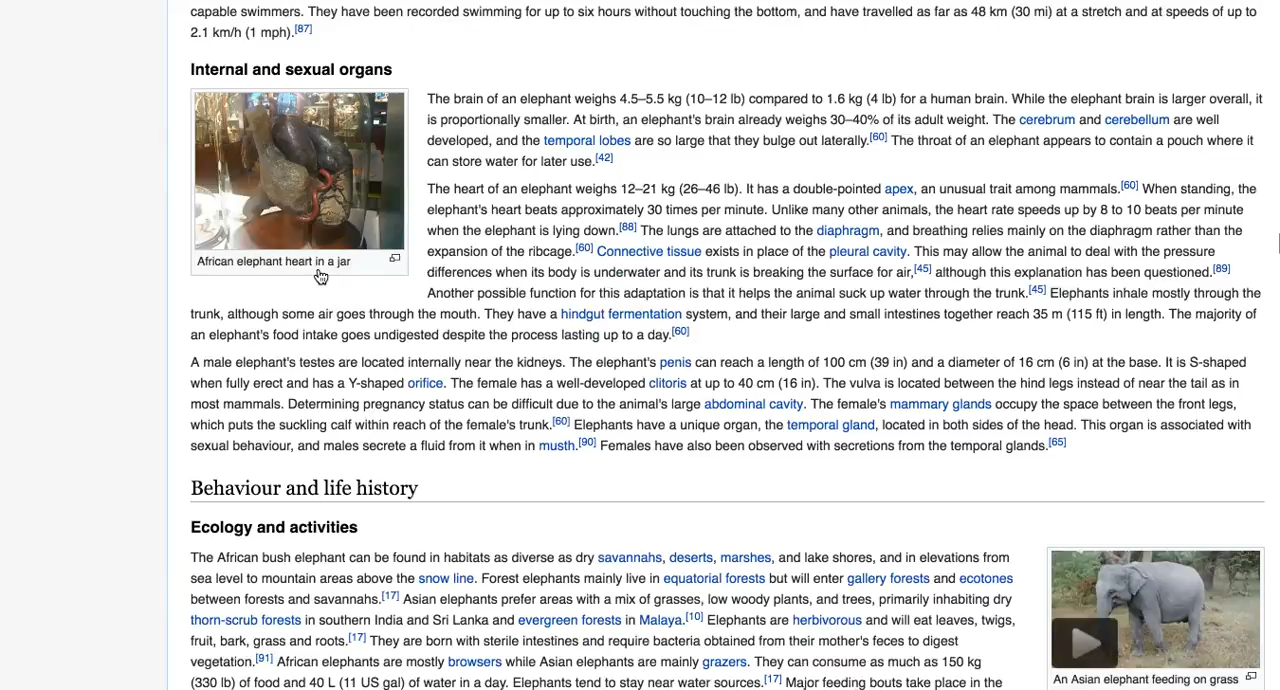 capable swimmers. They have been recorded swimming for up to six hours without touching the bottom, and have travelled as far as 48 km (30 mi) at a stretch and at speeds of up to
2.1 km/h (1 mph).[87]
Internal and sexual organs
African elephant heart in a jar
The brain of an elephant weighs 4.5–5.5 kg (10–12 lb) compared to 1.6 kg (4 lb) for a human brain. While the elephant brain is larger overall, it
is proportionally smaller. At birth, an elephant's brain already weighs 30–40% of its adult weight. The cerebrum and cerebellum are well
developed, and the temporal lobes are so large that they bulge out laterally.[60] The throat of an elephant appears to contain a pouch where it
can store water for later use.[42]
The heart of an elephant weighs 12–21 kg (26–46 lb). It has a double-pointed apex, an unusual trait among mammals.[60] When standing, the
elephant's heart beats approximately 30 times per minute. Unlike many other animals, the heart rate speeds up by 8 to 10 beats per minute
when the elephant is lying down.[88] The lungs are attached to the diaphragm, and breathing relies mainly on the diaphragm rather than the
expansion of the ribcage.[60] Connective tissue exists in place of the pleural cavity. This may allow the animal to deal with the pressure
differences when its body is underwater and its trunk is breaking the surface for air,[45] although this explanation has been questioned.[89]
Another possible function for this adaptation is that it helps the animal suck up water through the trunk.[45] Elephants inhale mostly through the
trunk, although some air goes through the mouth. They have a hindgut fermentation system, and their large and small intestines together reach 35 m (115 ft) in length. The majority of
an elephant's food intake goes undigested despite the process lasting up to a day.[60]
A male elephant's testes are located internally near the kidneys. The elephant's penis can reach a length of 100 cm (39 in) and a diameter of 16 cm (6 in) at the base. It is S-shaped
when fully erect and has a Y-shaped orifice. The female has a well-developed clitoris at up to 40 cm (16 in). The vulva is located between the hind legs instead of near the tail as in
most mammals. Determining pregnancy status can be difficult due to the animal's large abdominal cavity. The female's mammary glands occupy the space between the front legs,
which puts the suckling calf within reach of the female's trunk.[60] Elephants have a unique organ, the temporal gland, located in both sides of the head. This organ is associated with
sexual behaviour, and males secrete a fluid from it when in musth.[90] Females have also been observed with secretions from the temporal glands.[65]
Behaviour and life history
Ecology and activities
The African bush elephant can be found in habitats as diverse as dry savannahs, deserts, marshes, and lake shores, and in elevations from
sea level to mountain areas above the snow line. Forest elephants mainly live in equatorial forests but will enter gallery forests and ecotones
between forests and savannahs.[17] Asian elephants prefer areas with a mix of grasses, low woody plants, and trees, primarily inhabiting dry
thorn-scrub forests in southern India and Sri Lanka and evergreen forests in Malaya.[10] Elephants are herbivorous and will eat leaves, twigs,
fruit, bark, grass and roots.[17] They are born with sterile intestines and require bacteria obtained from their mother's feces to digest
vegetation.[91] African elephants are mostly browsers while Asian elephants are mainly grazers. They can consume as much as 150 kg
(330 lb) of food and 40 L (11 US gal) of water in a day. Elephants tend to stay near water sources.[17] Major feeding bouts take place in the
An Asian elephant feeding on grass